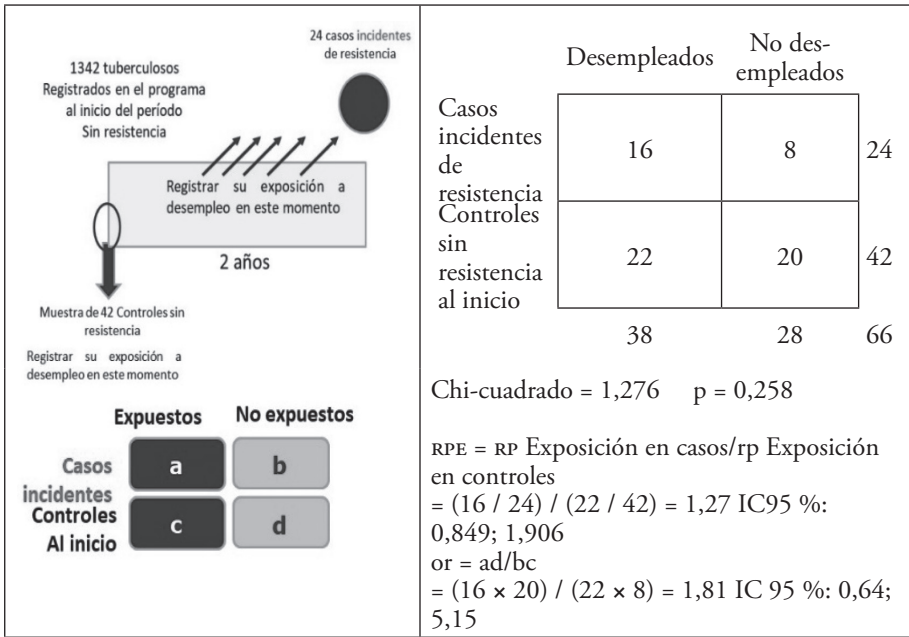 24 casos incidentes
de resistencia
1342 tuberculosos
Registrados en el programa
al inicio del período
Sin resistencia
Registrar su exposición a
desempleo en este momento
2 años
Muestra de 42 Controles sin
resistencia
Registrar su exposición a
desempleo en este momento
Expuestos No expuestos
Casos
incidentes
a b
Controles
Al inicio
c d
Desempleados
No des-
empleados
Casos
incidentes
de
resistencia
16 8 24
Controles
sin
resistencia
al inicio
22 20 42
38 28 66
Chi-cuadrado = 1,276 p = 0,258
RPE = RP Exposición en casos/rp Exposición
en controles
= (16 / 24) / (22 / 42) = 1,27 IC95 %:
0,849; 1,906
or = ad/bc
= (16 × 20) / (22 × 8) = 1,81 IC 95 %: 0,64;
5,15